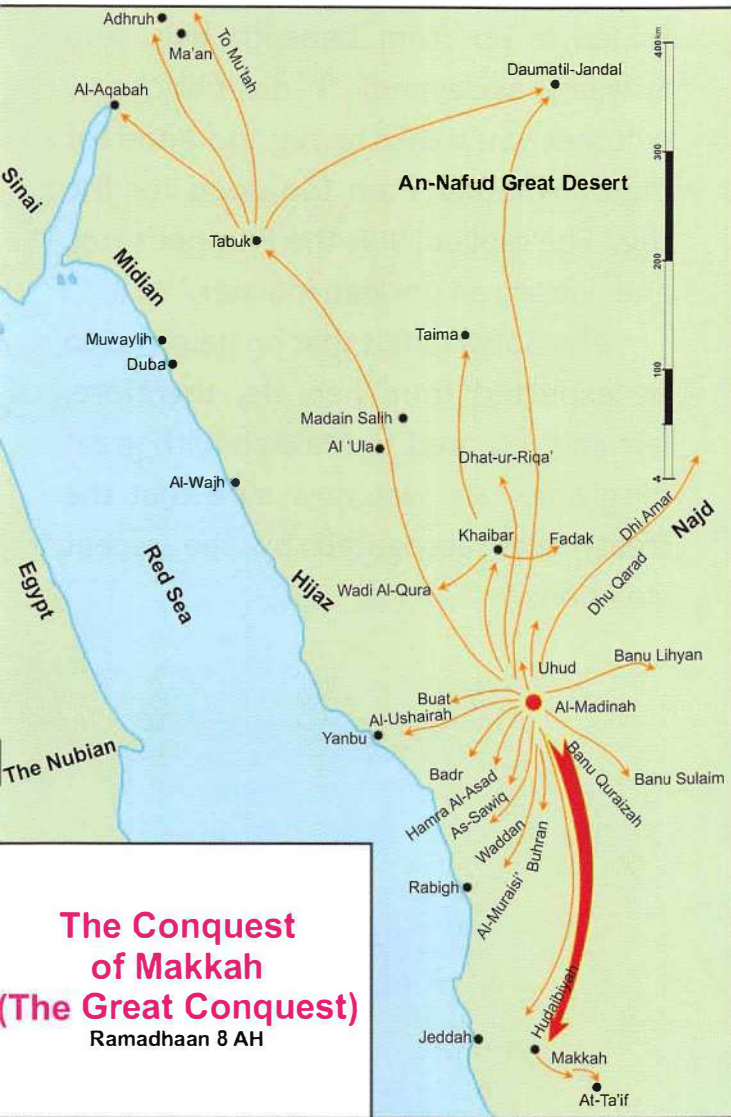 Adhruh
Ma'an
To Mu'tah
Al-Aqabah
Daumatil-Jandal
400 km
300
200
100
Sinai
An-Nafud Great Desert
Tabuk
Midian
Muwaylih
Duba
Taima
Madain Salih
Al 'Ula
Dhat-ur-Riqa'
Al-Wajh
Dhi Amar
Najd
Khaibar
Fadak
Dhu Qarad
Egypt
Red Sea
Hijaz
Wadi Al-Qura
Uhud
Banu Lihyan
Buat
Al-Madinah
Al-Ushairah
Yanbu
The Nubian
Badr
Banu Quraizah
Banu Sulaim
Hamra Al-Asad
As-Sawiq
Waddan
Buhran
Al-Muraisi'
Rabigh
The Conquest
of Makkah
(The Great Conquest)
Ramadhaan 8 AH
Hudaibiyah
Jeddah
Makkah
At-Ta'if